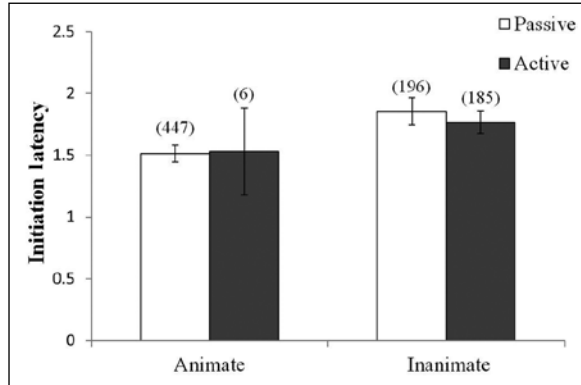 Passive
Active
2.5
2
1.5
1
0.5
0
Initiation latency
(447)
(6)
(196)
(185)
Animate
Inanimate